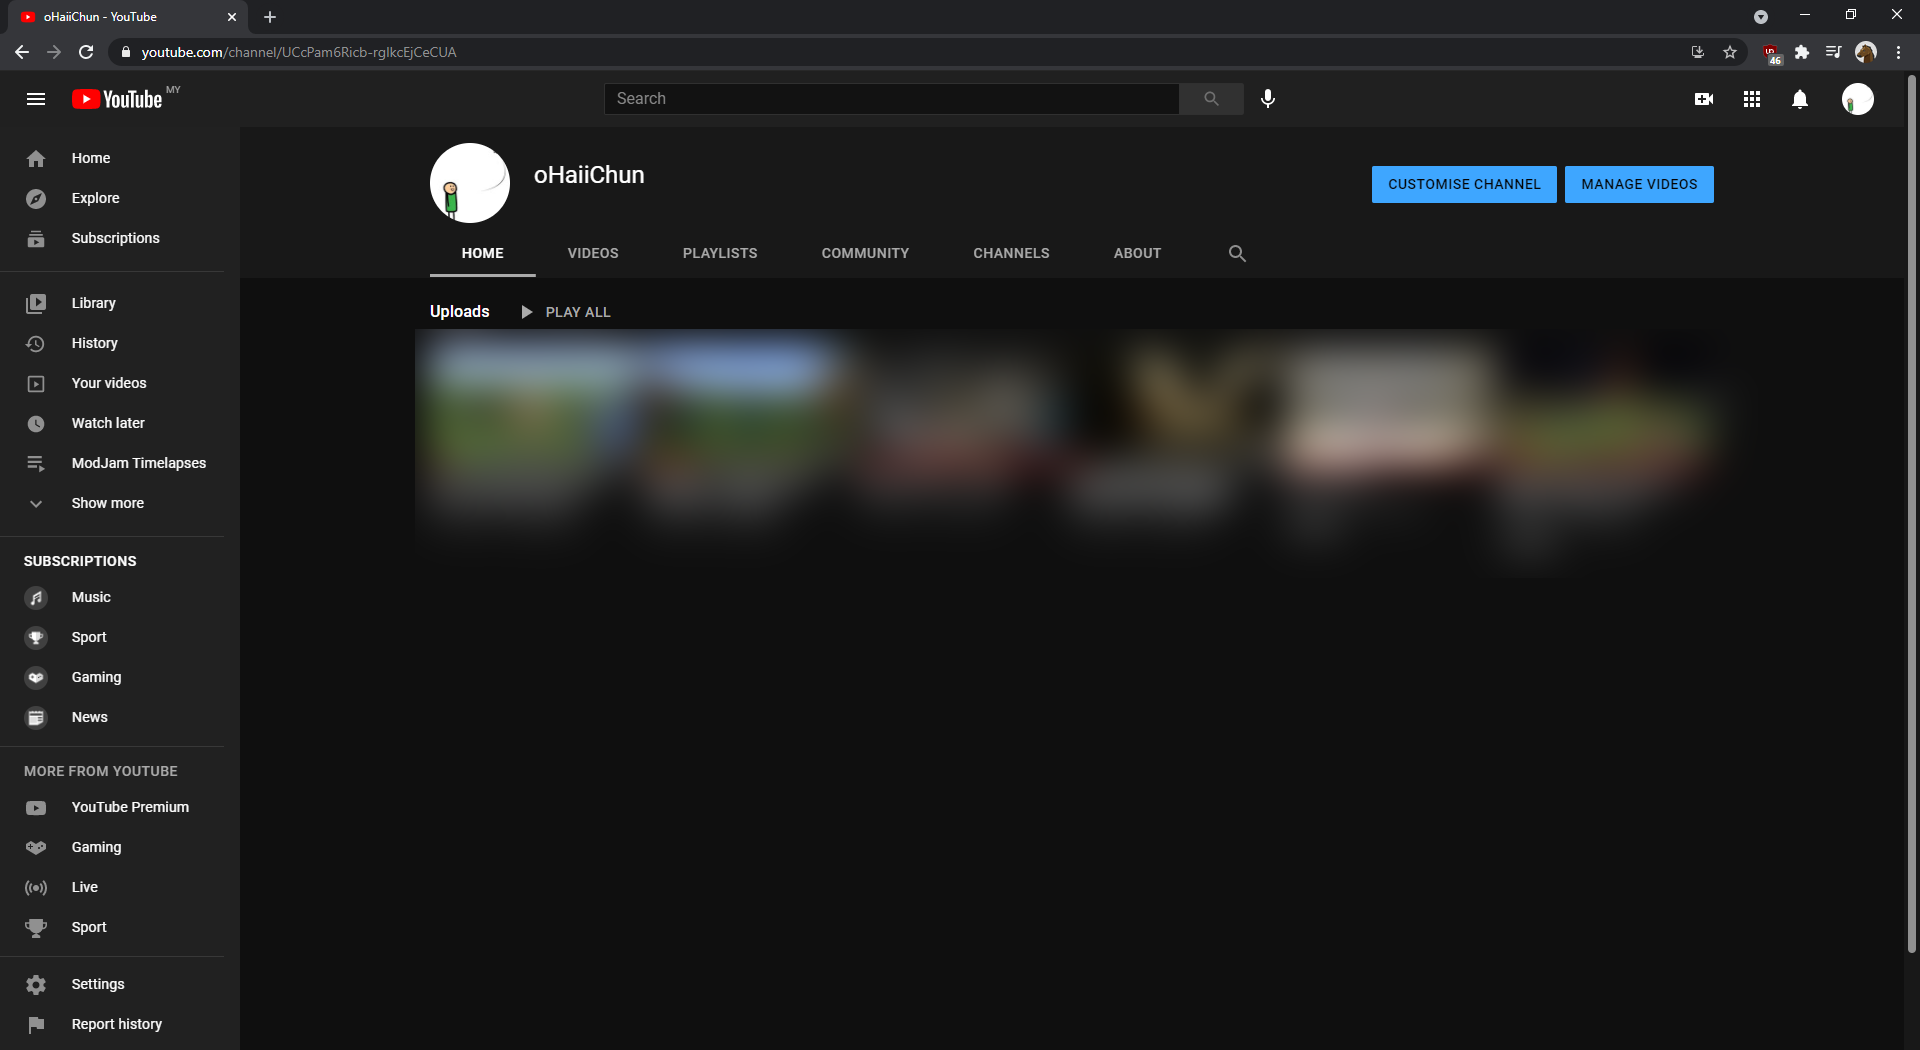 oHaiiChun - YouTube
youtube.com/channel/UCcPam6Ricb-rglkcEjCeCUA
46
YouTube MY
Search
Home
Explore
Subscriptions
Library
History
Your videos
Watch later
ModJam Timelapses
Show more
SUBSCRIPTIONS
Music
Sport
Gaming
News
MORE FROM YOUTUBE
YouTube Premium
Gaming
Live
Sport
Settings
Report history
oHaiiChun
CUSTOMISE CHANNEL
MANAGE VIDEOS
HOME
VIDEOS
PLAYLISTS
COMMUNITY
CHANNELS
ABOUT
Uploads
PLAY ALL